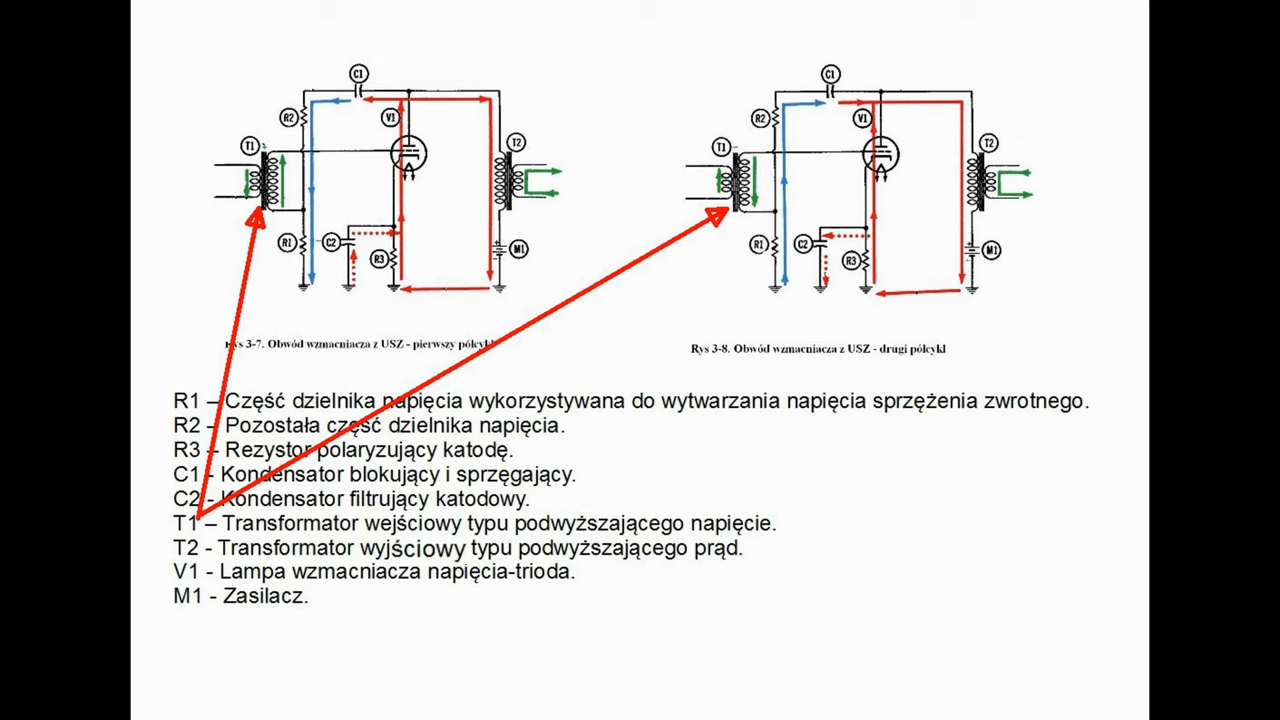 C1
R2
V1
T1
T2
R1
C2
R3
M1
C1
R2
V1
T1
T2
R1
C2
R3
M1
Rys 3-7. Obwód wzmacniacza z USZ - pierwszy półcykl
Rys 3-8. Obwód wzmacniacza z USZ - drugi półcykl
R1 – Część dzielnika napięcia wykorzystywana do wytwarzania napięcia sprzężenia zwrotnego.
R2 – Pozostała część dzielnika napięcia.
R3 – Rezystor polaryzujący katodę.
C1 - Kondensator blokujący i sprzęgający.
C2 - Kondensator filtrujący katodowy.
T1 – Transformator wejściowy typu podwyższającego napięcie.
T2 - Transformator wyjściowy typu podwyższającego prąd.
V1 - Lampa wzmacniacza napięcia-trioda.
M1 - Zasilacz.